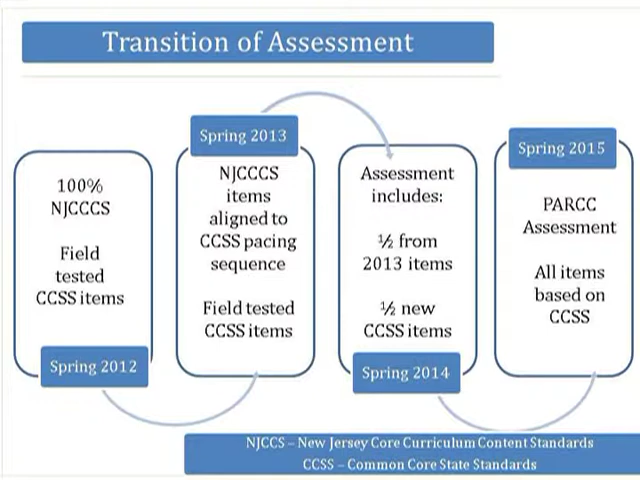 Transition of Assessment
Spring 2012
100%
NJCCCS
Field
tested
CCSS items
Spring 2013
NJCCCS
items
aligned to
CCSS pacing
sequence
Field tested
CCSS items
Spring 2014
Assessment
includes:
½ from
2013 items
½ new
CCSS items
Spring 2015
PARCC
Assessment
All items
based on
CCSS
NJCCS – New Jersey Core Curriculum Content Standards
CCSS – Common Core State Standards